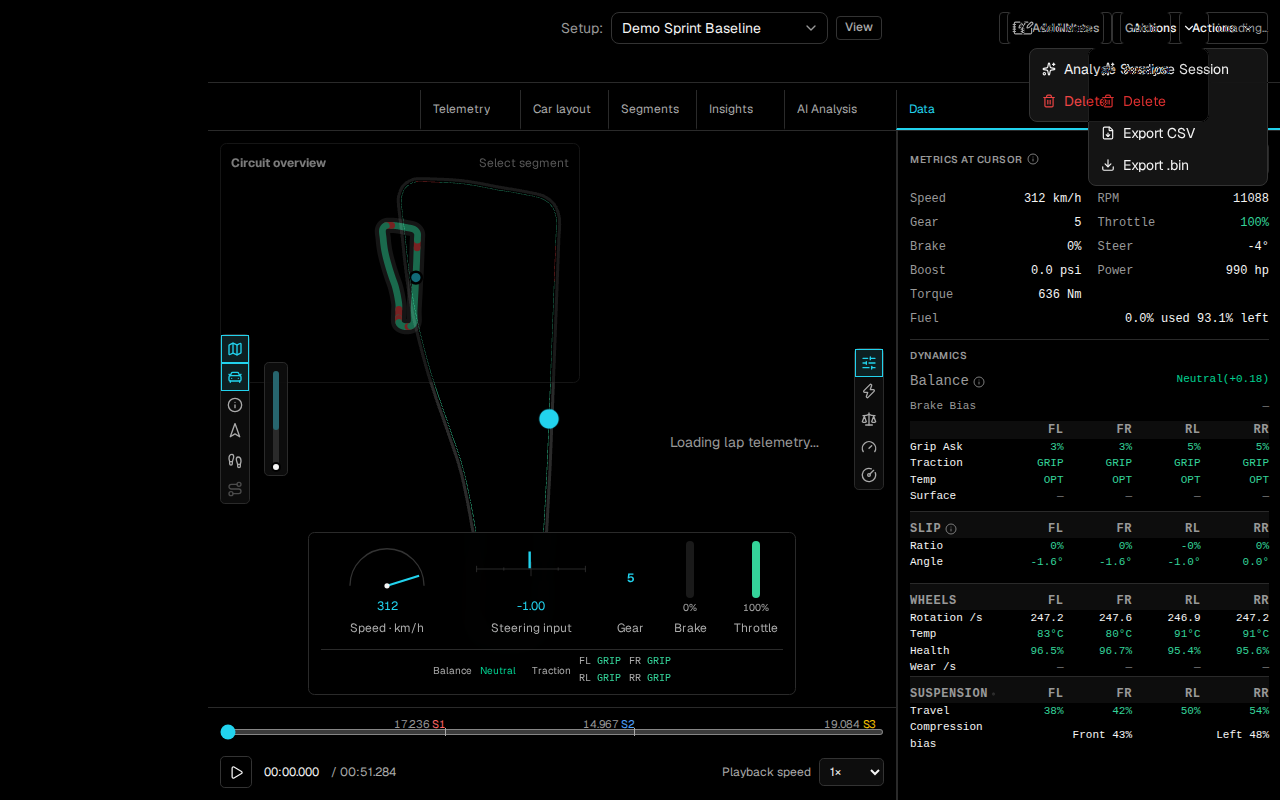 Setup: Demo Sprint Baseline View Actions
Analyse Session
Delete Delete
Export CSV
Export .bin
Telemetry Car layout Segments Insights AI Analysis Data
Circuit overview Select segment
METRICS AT CURSOR
Speed 312 km/h RPM 11088
Gear 5 Throttle 100%
Brake 0% Steer -4°
Boost 0.0 psi Power 990 hp
Torque 636 Nm
Fuel 0.0% used 93.1% left
DYNAMICS
Balance Neutral(+0.18)
Brake Bias —
FL FR RL RR
Grip Ask 3% 3% 5% 5%
Traction GRIP GRIP GRIP GRIP
Temp OPT OPT OPT OPT
Surface — — — —
SLIP FL FR RL RR
Ratio 0% 0% -0% 0%
Angle -1.6° -1.6° -1.0° 0.0°
WHEELS FL FR RL RR
Rotation /s 247.2 247.6 246.9 247.2
Temp 83°C 80°C 91°C 91°C
Health 96.5% 96.7% 95.4% 95.6%
Wear /s — — — —
SUSPENSION FL FR RL RR
Travel 38% 42% 50% 54%
Compression bias Front 43% Left 48%
Loading lap telemetry...
312 -1.00 5 0% 100%
Speed · km/h Steering input Gear Brake Throttle
Balance Neutral Traction FL GRIP FR GRIP
RL GRIP RR GRIP
17.236 S1 14.967 S2 19.084 S3
00:00.000 / 00:51.284 Playback speed 1×